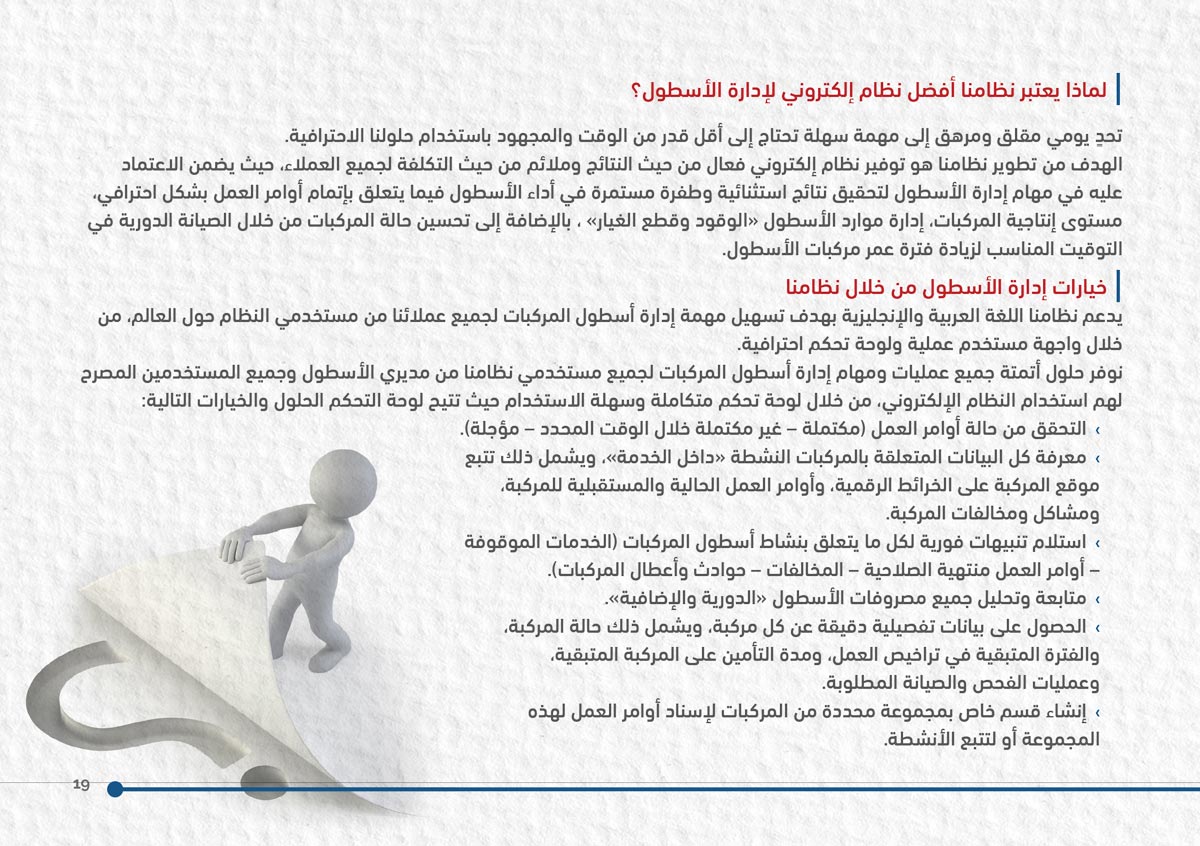 لماذا يعتبر نظامنا أفضل نظام إلكتروني لإدارة الأسطول؟
تحدٍ يومي مقلق ومرهق إلى مهمة سهلة تحتاج إلى أقل قدر من الوقت والمجهود باستخدام حلولنا الاحترافية.
الهدف من تطوير نظامنا هو توفير نظام إلكتروني فعال من حيث النتائج وملائم من حيث التكلفة لجميع العملاء، حيث يضمن الاعتماد
عليه في مهام إدارة الأسطول لتحقيق نتائج استثنائية وطفرة مستمرة في أداء الأسطول فيما يتعلق بإتمام أوامر العمل بشكل احترافي،
مستوى إنتاجية المركبات، إدارة موارد الأسطول «الوقود وقطع الغيار» ، بالإضافة إلى تحسين حالة المركبات من خلال الصيانة الدورية في
التوقيت المناسب لزيادة فترة عمر مركبات الأسطول.
خيارات إدارة الأسطول من خلال نظامنا
يدعم نظامنا اللغة العربية والإنجليزية بهدف تسهيل مهمة إدارة أسطول المركبات لجميع عملائنا من مستخدمي النظام حول العالم، من
خلال واجهة مستخدم عملية ولوحة تحكم احترافية.
نوفر حلول أتمتة جميع عمليات ومهام إدارة أسطول المركبات لجميع مستخدمي نظامنا من مديري الأسطول وجميع المستخدمين المصرح
لهم استخدام النظام الإلكتروني، من خلال لوحة تحكم متكاملة وسهلة الاستخدام حيث تتيح لوحة التحكم الحلول والخيارات التالية:
› التحقق من حالة أوامر العمل (مكتملة – غير مكتملة خلال الوقت المحدد – مؤجلة).
› معرفة كل البيانات المتعلقة بالمركبات النشطة «داخل الخدمة»، ويشمل ذلك تتبع
موقع المركبة على الخرائط الرقمية، وأوامر العمل الحالية والمستقبلية للمركبة،
ومشاكل ومخالفات المركبة.
› استلام تنبيهات فورية لكل ما يتعلق بنشاط أسطول المركبات (الخدمات الموقوفة
– أوامر العمل منتهية الصلاحية – المخالفات – حوادث وأعطال المركبات).
› متابعة وتحليل جميع مصروفات الأسطول «الدورية والإضافية».
› الحصول على بيانات تفصيلية دقيقة عن كل مركبة، ويشمل ذلك حالة المركبة،
والفترة المتبقية في تراخيص العمل، ومدة التأمين على المركبة المتبقية،
وعمليات الفحص والصيانة المطلوبة.
› إنشاء قسم خاص بمجموعة محددة من المركبات لإسناد أوامر العمل لهذه
المجموعة أو لتتبع الأنشطة.
19